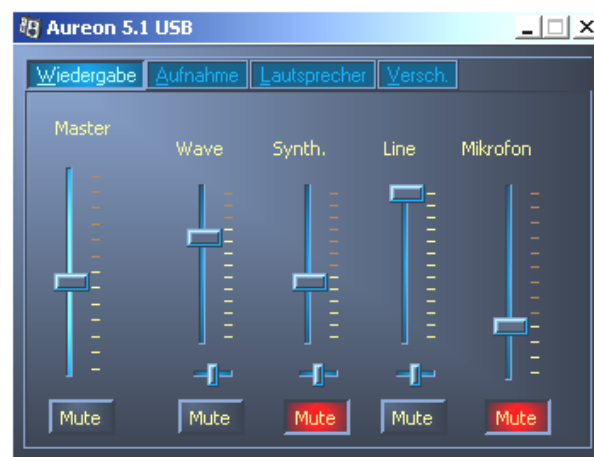 Aureon 5.1 USB
Wiedergabe Aufnahme Lautsprecher Versch.
Master Wave Synth. Line Mikrofon
Mute Mute Mute Mute Mute